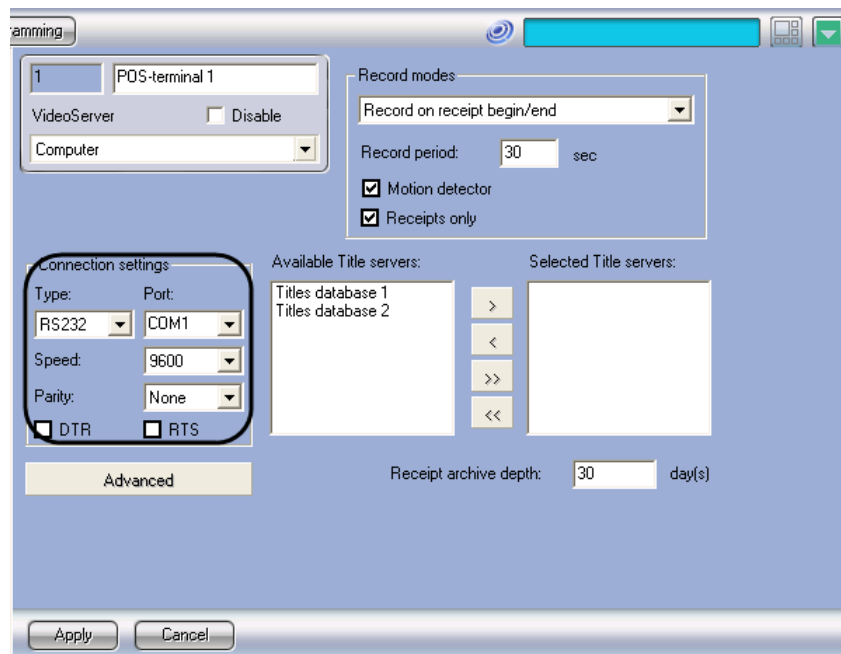 amming
1 POS-terminal 1
VideoServer Disable
Computer
Record modes
Record on receipt begin/end
Record period: 30 sec
Motion detector
Receipts only
Connection settings
Type: Port:
RS232 COM1
Speed: 9600
Parity: None
DTR RTS
Advanced
Available Title servers:
Titles database 1
Titles database 2
>
<
>>
<<
Selected Title servers:
Receipt archive depth: 30 day(s)
Apply Cancel